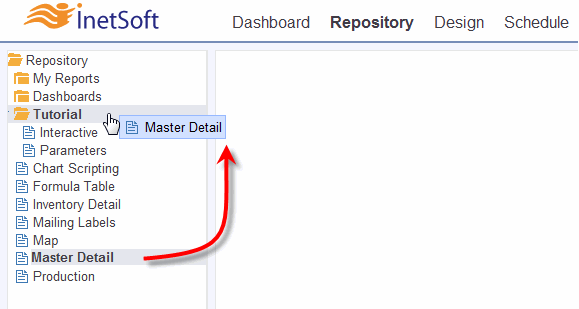 InetSoft
Dashboard Repository Design Schedule
Repository
My Reports
Dashboards
Tutorial
Master Detail
Interactive
Parameters
Chart Scripting
Formula Table
Inventory Detail
Mailing Labels
Map
Master Detail
Production